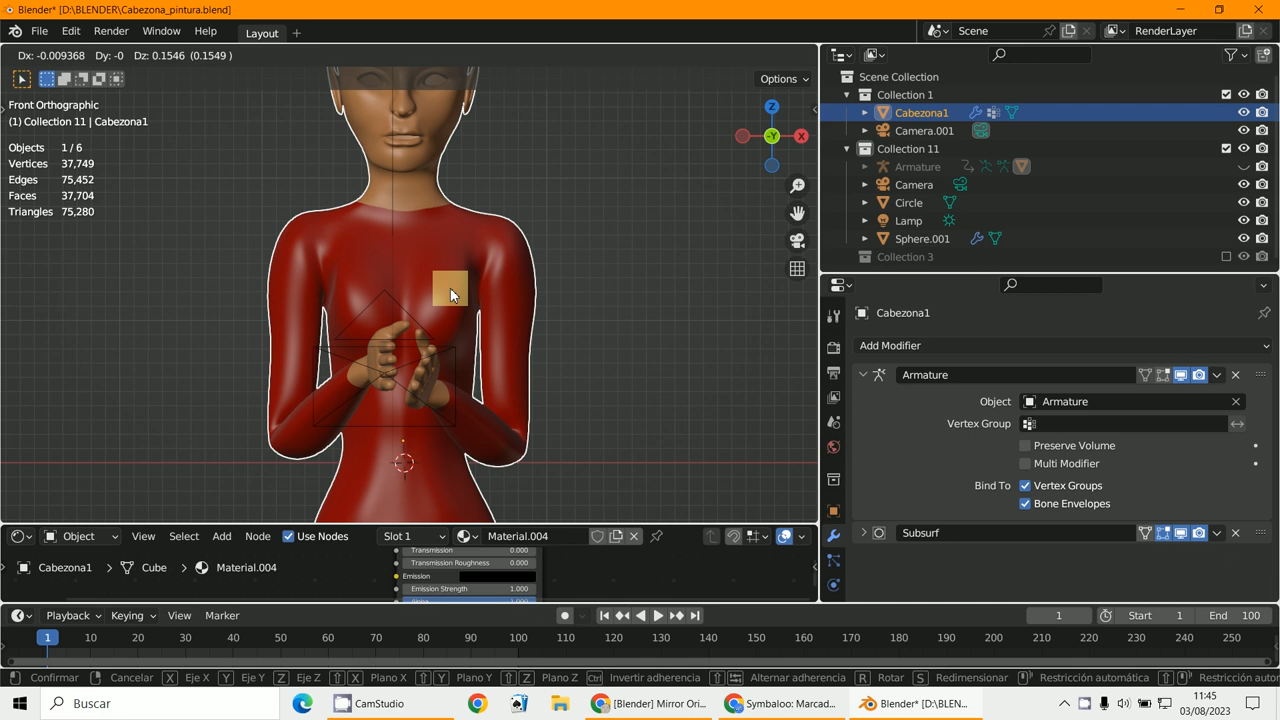 Blender* [D:\BLENDER\Cabezona_pintura.blend]
File Edit Render Window Help Layout + Scene RenderLayer
Dx: -0.009368 Dy: -0 Dz: 0.1546 (0.1549 )
Options
Front Orthographic
(1) Collection 11 | Cabezona1
Objects 1 / 6
Vertices 37,749
Edges 75,452
Faces 37,704
Triangles 75,280
Z
X
-Y
Scene Collection
Collection 1
Cabezona1
Camera.001
Collection 11
Armature
Camera
Circle
Lamp
Sphere.001
Collection 3
Cabezona1
Add Modifier
Armature
Object Armature
Vertex Group
Preserve Volume
Multi Modifier
Bind To Vertex Groups
Bone Envelopes
Subsurf
Object View Select Add Node Use Nodes Slot 1 Material.004
Cabezona1 Cube Material.004
Transmission 0.000
Transmission Roughness 0.000
Emission
Emission Strength 1.000
Alpha 1.000
Playback Keying View Marker 1 Start 1 End 100
1 10 20 30 40 50 60 70 80 90 100 110 120 130 140 150 160 170 180 190 200 210 220 230 240 250
Confirmar Cancelar X Eje X Y Eje Y Z Eje Z X Plano X Y Plano Y Z Plano Z Ctrl Invertir adherencia Alternar adherencia R Rotar S Redimensionar Restricción automática Restricción autor
Buscar CamStudio [Blender] Mirror Ori... Symbaloo: Marcad... Blender* [D:\BLEN... 11:45
03/08/2023